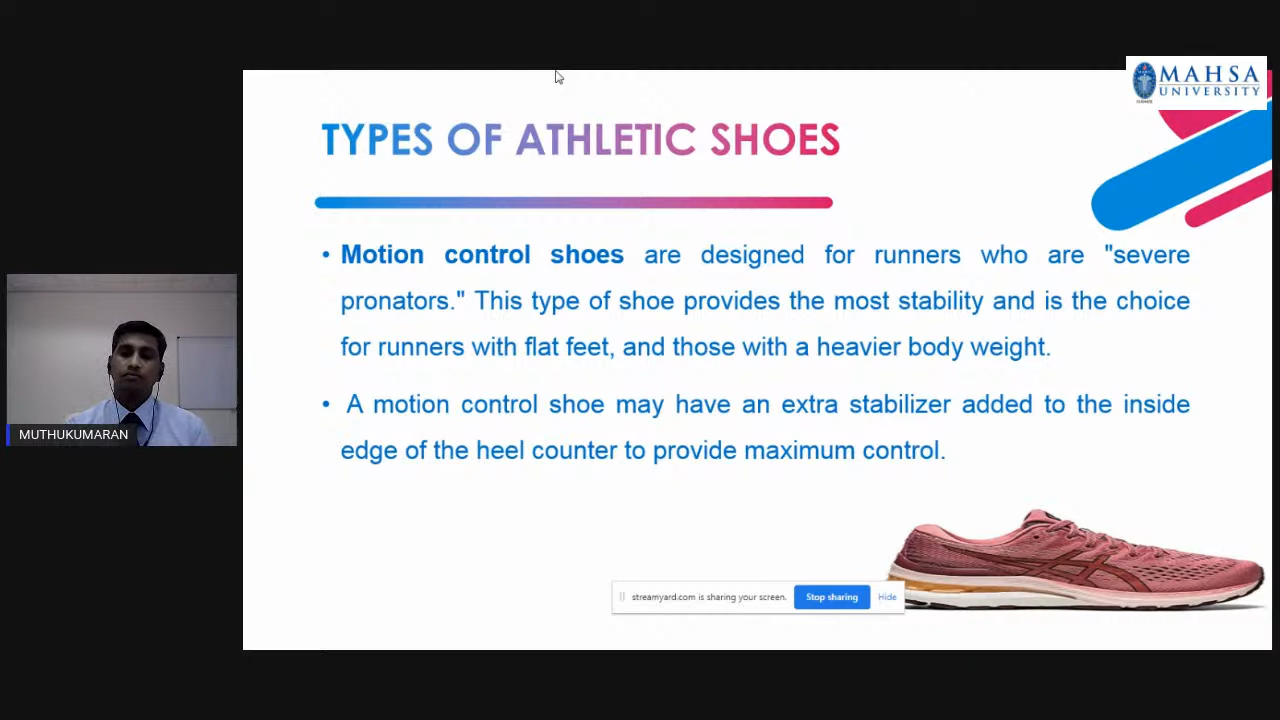 MAHSA
UNIVERSITY
TYPES OF ATHLETIC SHOES
• Motion control shoes are designed for runners who are "severe
pronators." This type of shoe provides the most stability and is the choice
for runners with flat feet, and those with a heavier body weight.
• A motion control shoe may have an extra stabilizer added to the inside
edge of the heel counter to provide maximum control.
MUTHUKUMARAN
streamyard.com is sharing your screen.
Stop sharing
Hide